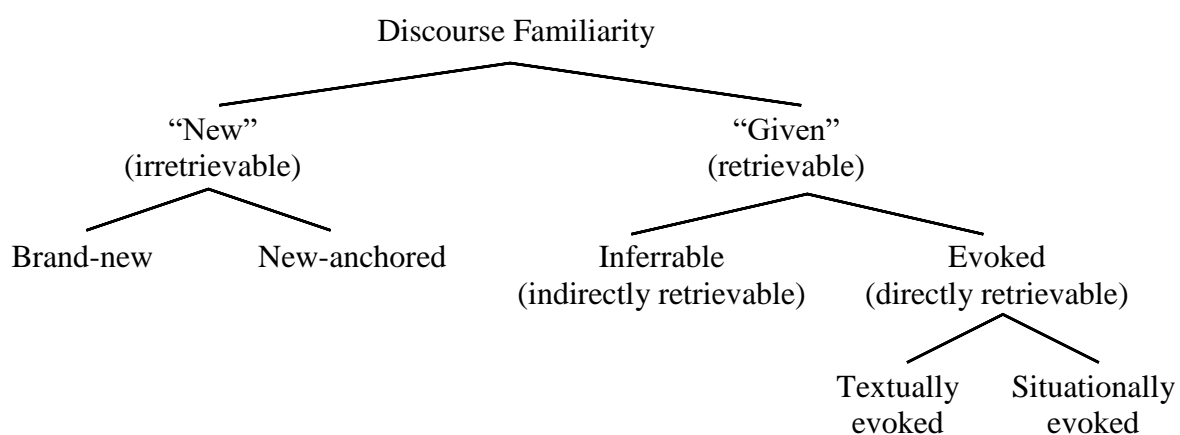 Discourse Familiarity
“New”
(irretrievable)
“Given”
(retrievable)
Brand-new
New-anchored
Inferrable
(indirectly retrievable)
Evoked
(directly retrievable)
Textually
evoked
Situationally
evoked